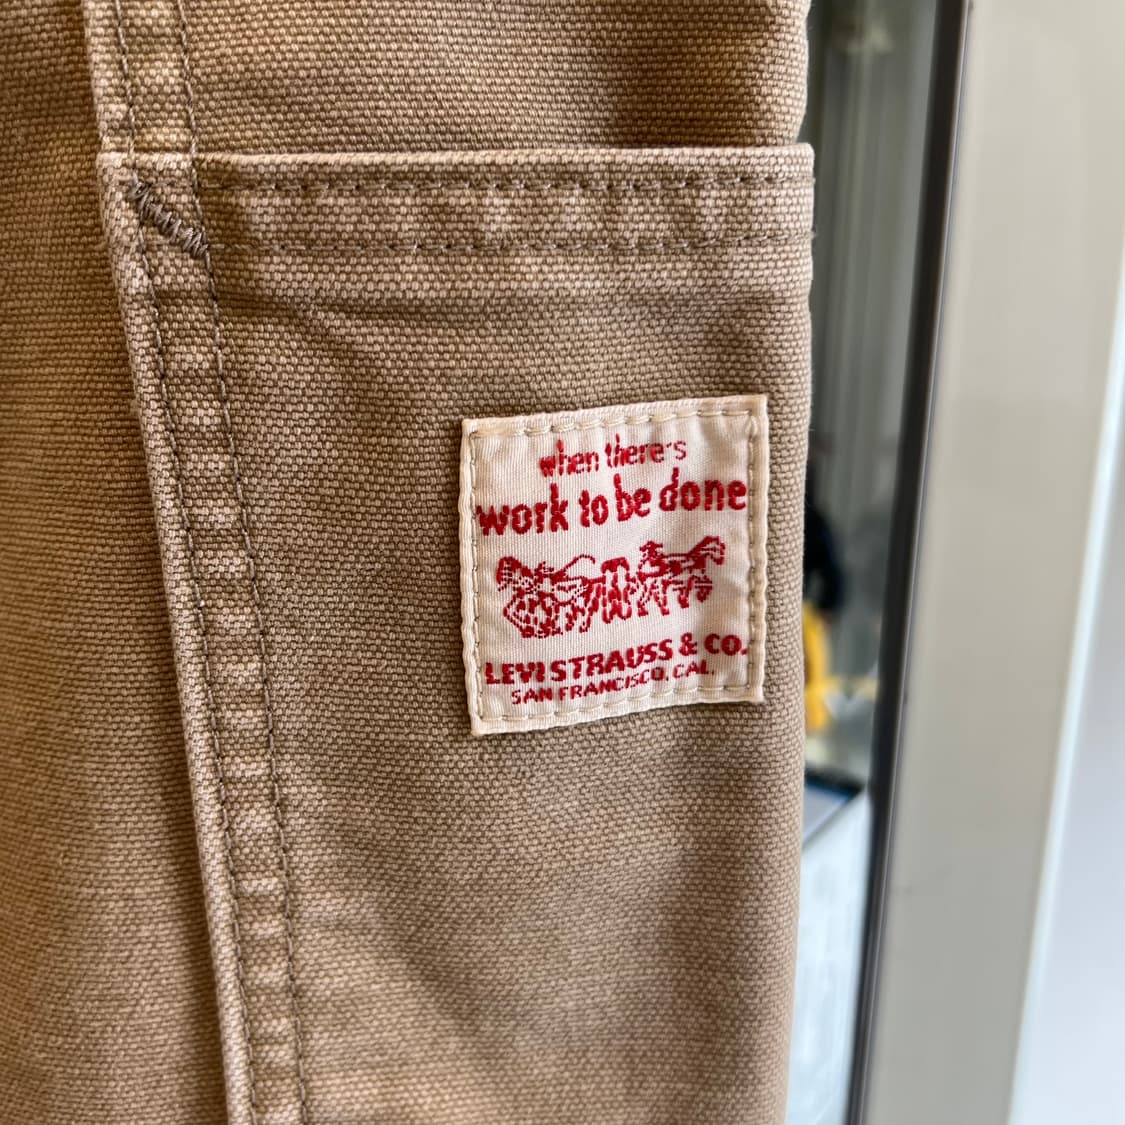 when there's
work to be done
LEVI STRAUSS & CO.
SAN FRANCISCO, CAL.